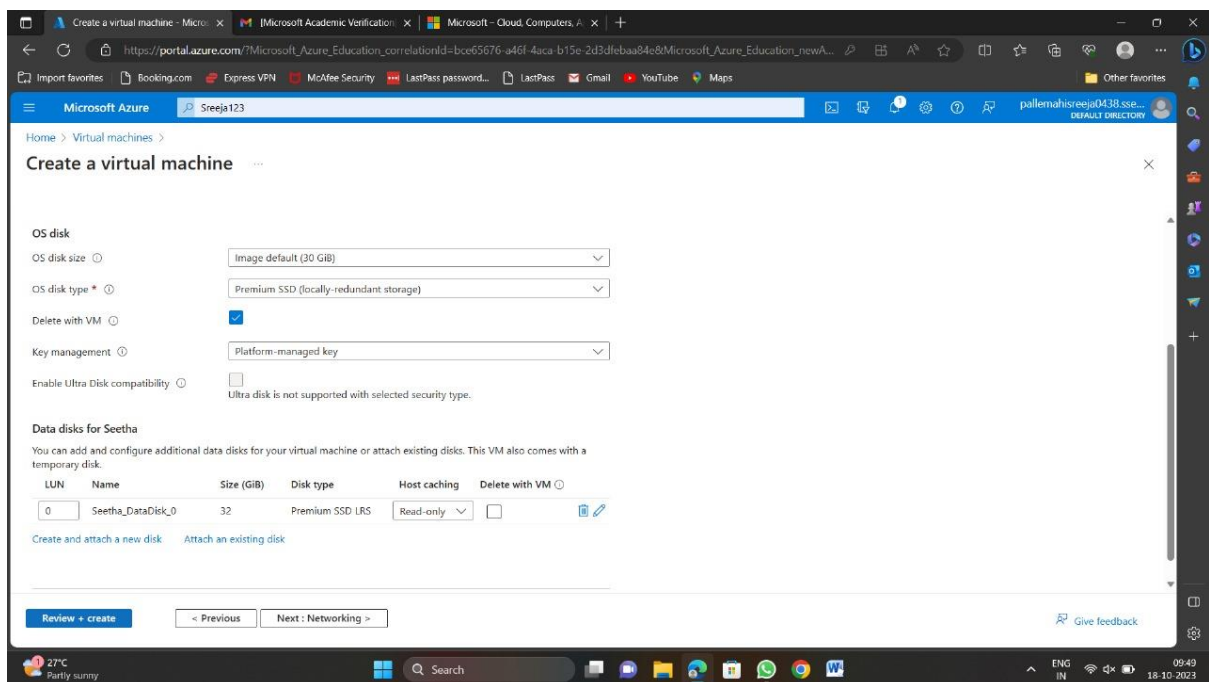 Create a virtual machine - Micros
[Microsoft Academic Verification
Microsoft – Cloud, Computers, A
https://portal.azure.com/?Microsoft_Azure_Education_correlationId=bce65676-a46f-4aca-b15e-2d3dfebaa84e&Microsoft_Azure_Education_newA...
Import favorites
Booking.com
Express VPN
McAfee Security
LastPass password...
LastPass
Gmail
YouTube
Maps
Other favorites
Microsoft Azure
Sreeja123
1
pallemahisreeja0438.sse...
DEFAULT DIRECTORY
Home > Virtual machines >
Create a virtual machine ...
OS disk
OS disk size
Image default (30 GiB)
OS disk type *
Premium SSD (locally-redundant storage)
Delete with VM
Key management
Platform-managed key
Enable Ultra Disk compatibility
Ultra disk is not supported with selected security type.
Data disks for Seetha
You can add and configure additional data disks for your virtual machine or attach existing disks. This VM also comes with a
temporary disk.
LUN Name Size (GiB) Disk type Host caching Delete with VM
0 Seetha_DataDisk_0 32 Premium SSD LRS Read-only
Create and attach a new disk Attach an existing disk
Review + create < Previous Next : Networking > Give feedback
1
27°C
Partly sunny
Search
ENG
IN
09:49
18-10-2023